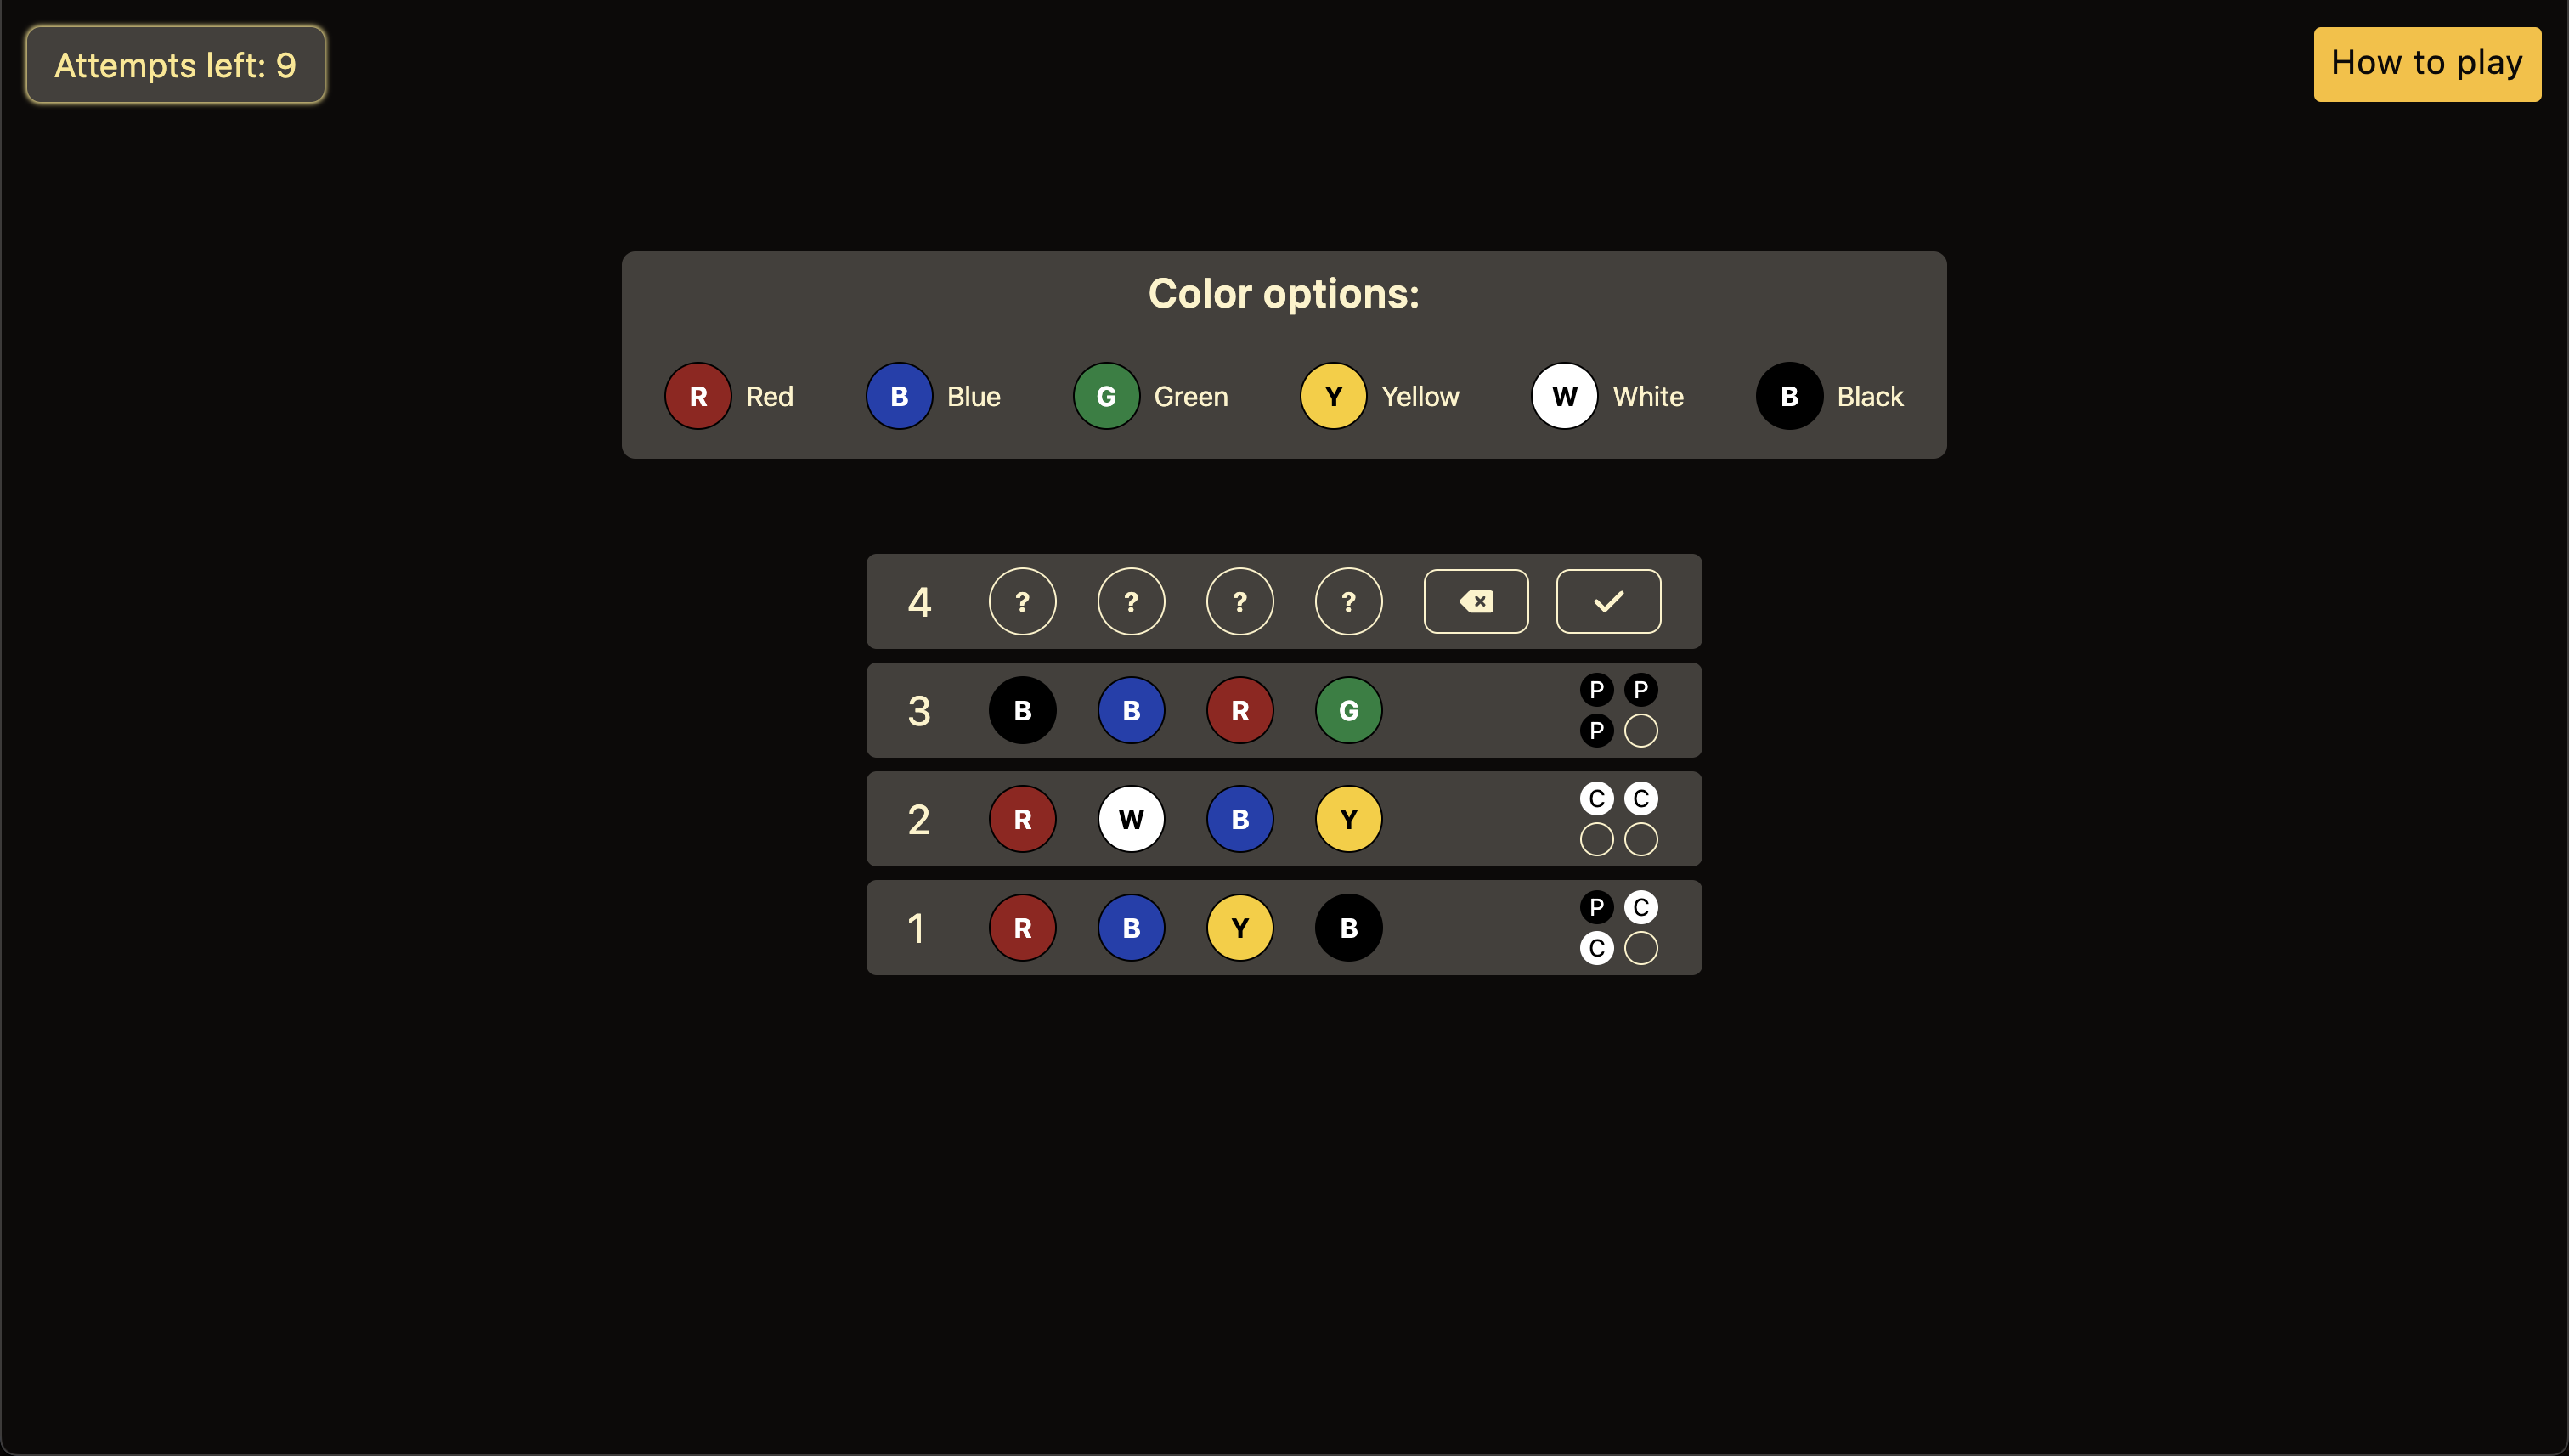 Attempts left: 9
How to play
Color options:
R Red B Blue G Green Y Yellow W White B Black
4 ? ? ? ?
3 B B R G P P
P
2 R W B Y C C
1 R B Y B P C
C